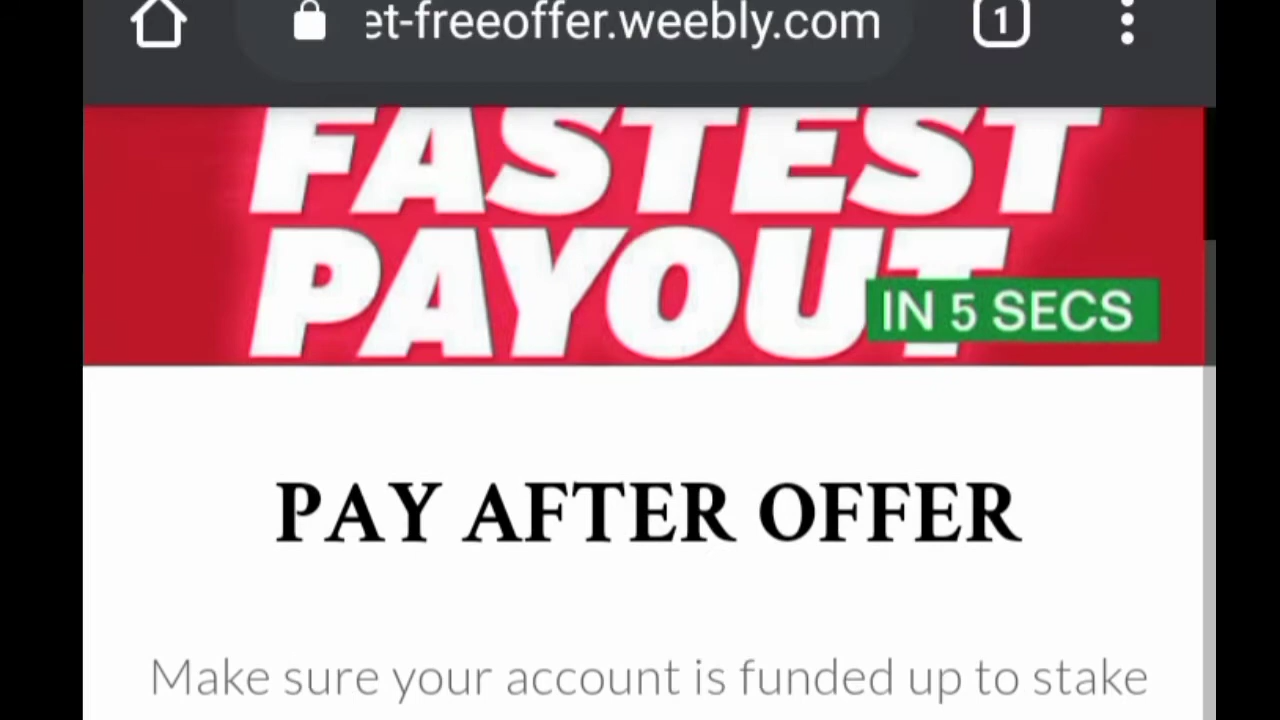 et-freeoffer.weebly.com
1
FASTEST
PAYOUT
IN 5 SECS
PAY AFTER OFFER
Make sure your account is funded up to stake